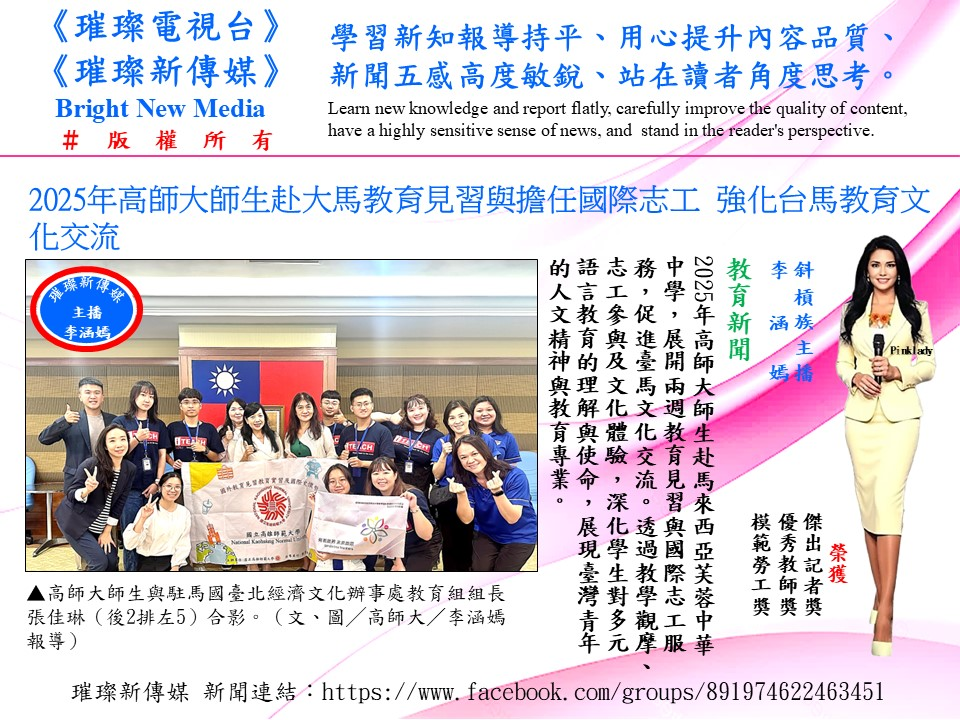 《璀璨電視台》
《璀璨新傳媒》
Bright New Media
# 版權所有
學習新知報導持平、用心提升內容品質、
新聞五感高度敏銳、站在讀者角度思考。
Learn new knowledge and report flatly, carefully improve the quality of content,
have a highly sensitive sense of news, and stand in the reader's perspective.
2025年高師大師生赴大馬教育見習與擔任國際志工 強化台馬教育文
化交流
璀璨新傳媒
主播
李涵嫣
TEACH
TEACH
國立高雄師範大學
National Kaohsiung Normal
▲高師大師生與駐馬國臺北經濟文化辦事處教育組組長
張佳琳（後2排左5）合影。（文、圖／高師大／李涵嫣
報導）
斜槓族主播
李涵嫣
教育新聞
2025年高師大師生赴馬來西亞芙蓉中華
中學，展開兩週教育見習與國際志工服
務，促進臺馬文化交流。透過教學觀摩、
志工參與及文化體驗，深化學生對多元
語言教育的理解與使命，展現臺灣青年
的人文精神與教育專業。
Pinklady
榮獲
傑出記者獎
優秀教師獎
模範勞工獎
璀璨新傳媒 新聞連結：https://www.facebook.com/groups/891974622463451